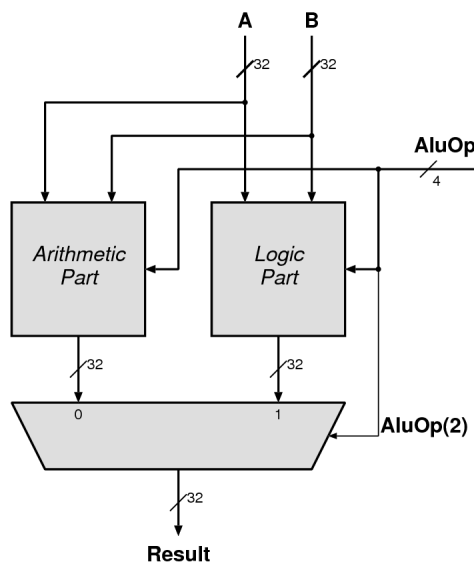 A B
32 32
AluOp
4
Arithmetic
Part
Logic
Part
32 32
0 1
AluOp(2)
32
Result